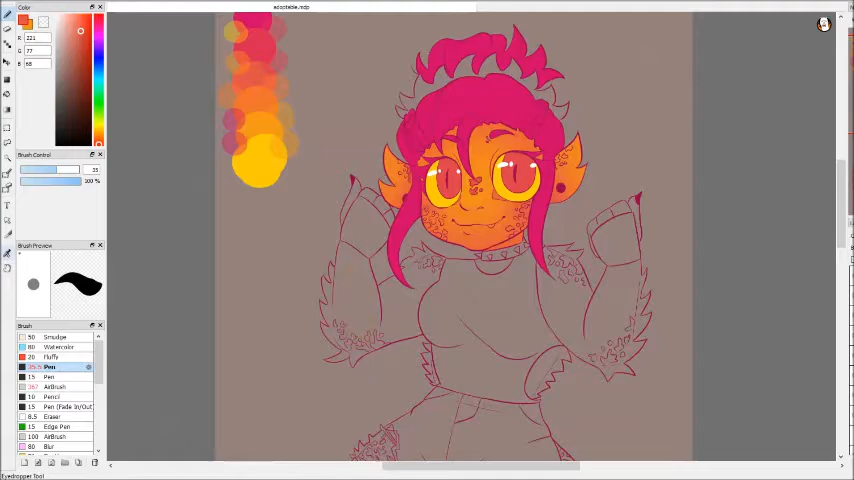 adoptable.mdp
Color
R 221
G 77
B 68
Brush Control
35
100 %
Brush Preview
Brush
50 Smudge
80 Watercolor
20 Fluffy
35.5 Pen
15 Pen
367 AirBrush
10 Pencil
15 Pen (Fade In/Out)
8.5 Eraser
15 Edge Pen
100 AirBrush
80 Blur
Eyedropper Tool